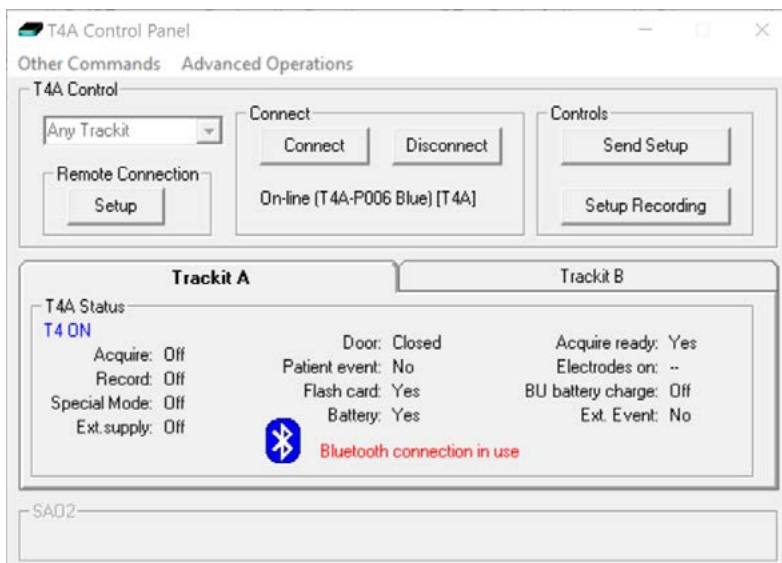 T4A Control Panel
Other Commands Advanced Operations
T4A Control
Any Trackit
Remote Connection
Setup
Connect
Connect Disconnect
On-line (T4A-P006 Blue) [T4A]
Controls
Send Setup
Setup Recording
Trackit A Trackit B
T4A Status
T4 ON
Acquire: Off
Record: Off
Special Mode: Off
Ext.supply: Off
Door: Closed
Patient event: No
Flash card: Yes
Battery: Yes
Bluetooth connection in use
Acquire ready: Yes
Electrodes on: --
BU battery charge: Off
Ext. Event: No
SAO2